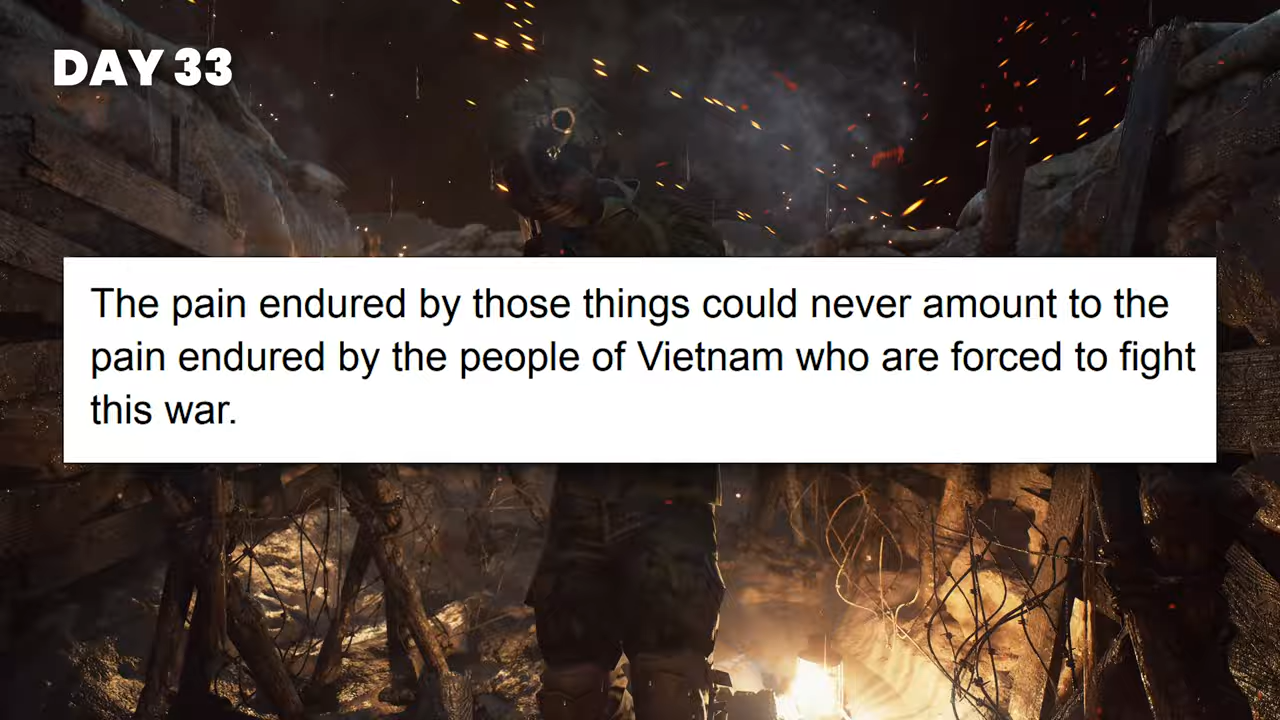 DAY 33
The pain endured by those things could never amount to the
pain endured by the people of Vietnam who are forced to fight
this war.